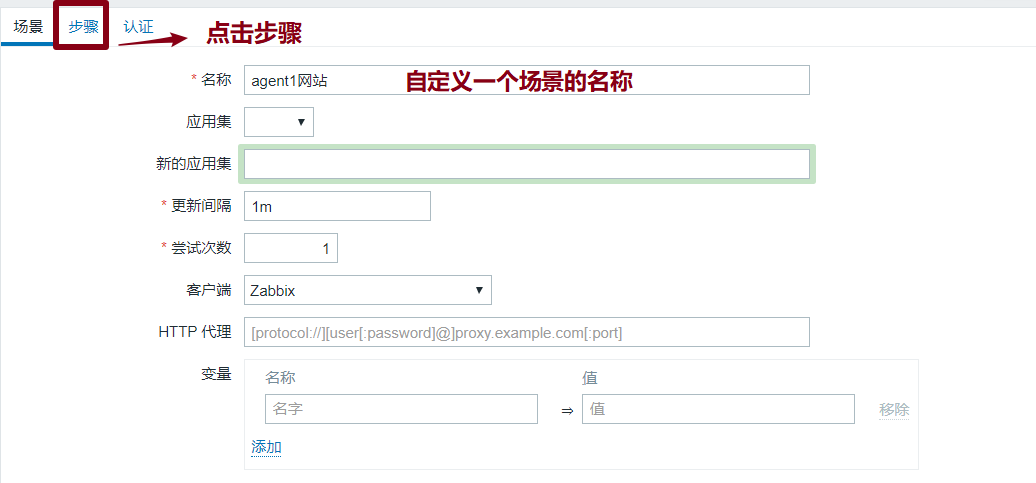 场景 步骤 认证 点击步骤
* 名称 agent1网站 自定义一个场景的名称
应用集
新的应用集
* 更新间隔 1m
* 尝试次数 1
客户端 Zabbix
HTTP 代理 [protocol://][user[:password]@]proxy.example.com[:port]
变量 名称 值
名字 ⇒ 值 移除
添加